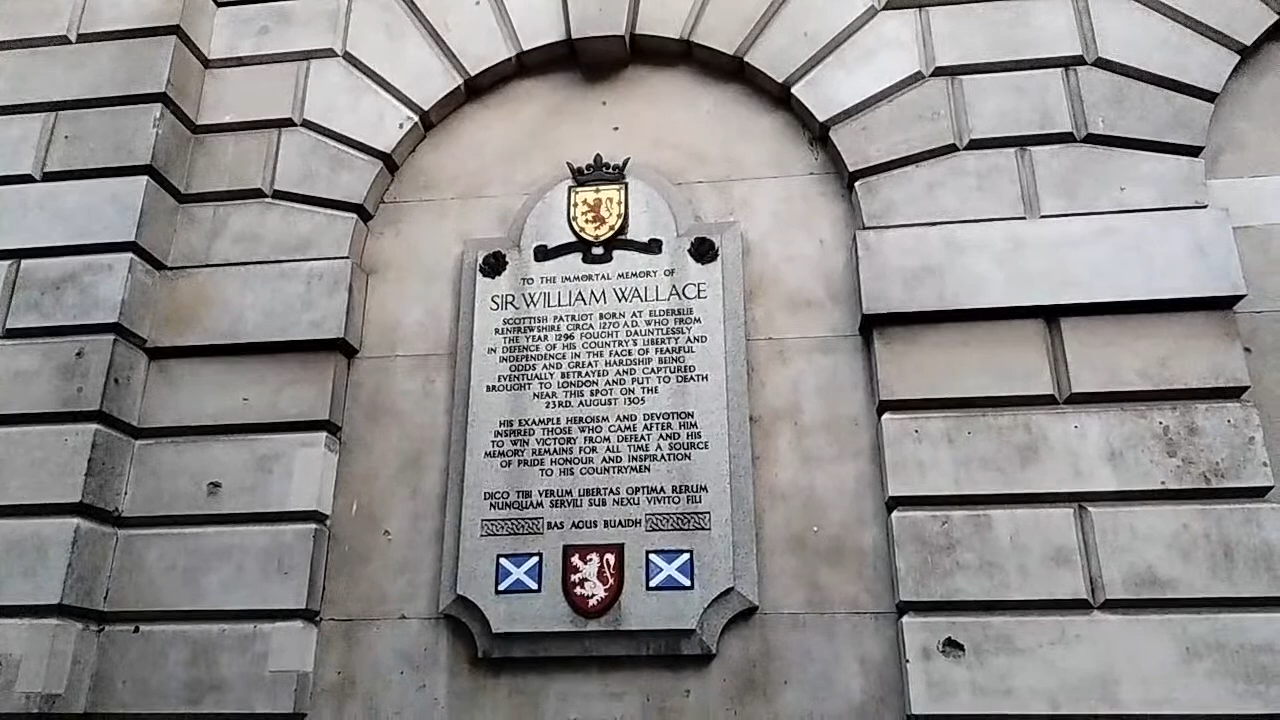 TO THE IMMORTAL MEMORY OF
SIR WILLIAM WALLACE
SCOTTISH PATRIOT BORN AT ELDERSLIE
RENFREWSHIRE CIRCA 1270 A.D. WHO FROM
THE YEAR 1296 FOUGHT DAUNTLESSLY
IN DEFENCE OF HIS COUNTRY'S LIBERTY AND
INDEPENDENCE IN THE FACE OF FEARFUL
ODDS AND GREAT HARDSHIP BEING
EVENTUALLY BETRAYED AND CAPTURED
BROUGHT TO LONDON AND PUT TO DEATH
NEAR THIS SPOT ON THE
23RD. AUGUST 1305
HIS EXAMPLE HEROISM AND DEVOTION
INSPIRED THOSE WHO CAME AFTER HIM
TO WIN VICTORY FROM DEFEAT AND HIS
MEMORY REMAINS FOR ALL TIME A SOURCE
OF PRIDE HONOUR AND INSPIRATION
TO HIS COUNTRYMEN
DICO TIBI VERUM LIBERTAS OPTIMA RERUM
NUNQUAM SERVILI SUB NEXU VIVITO FILI
BAS AGUS BUAIDH